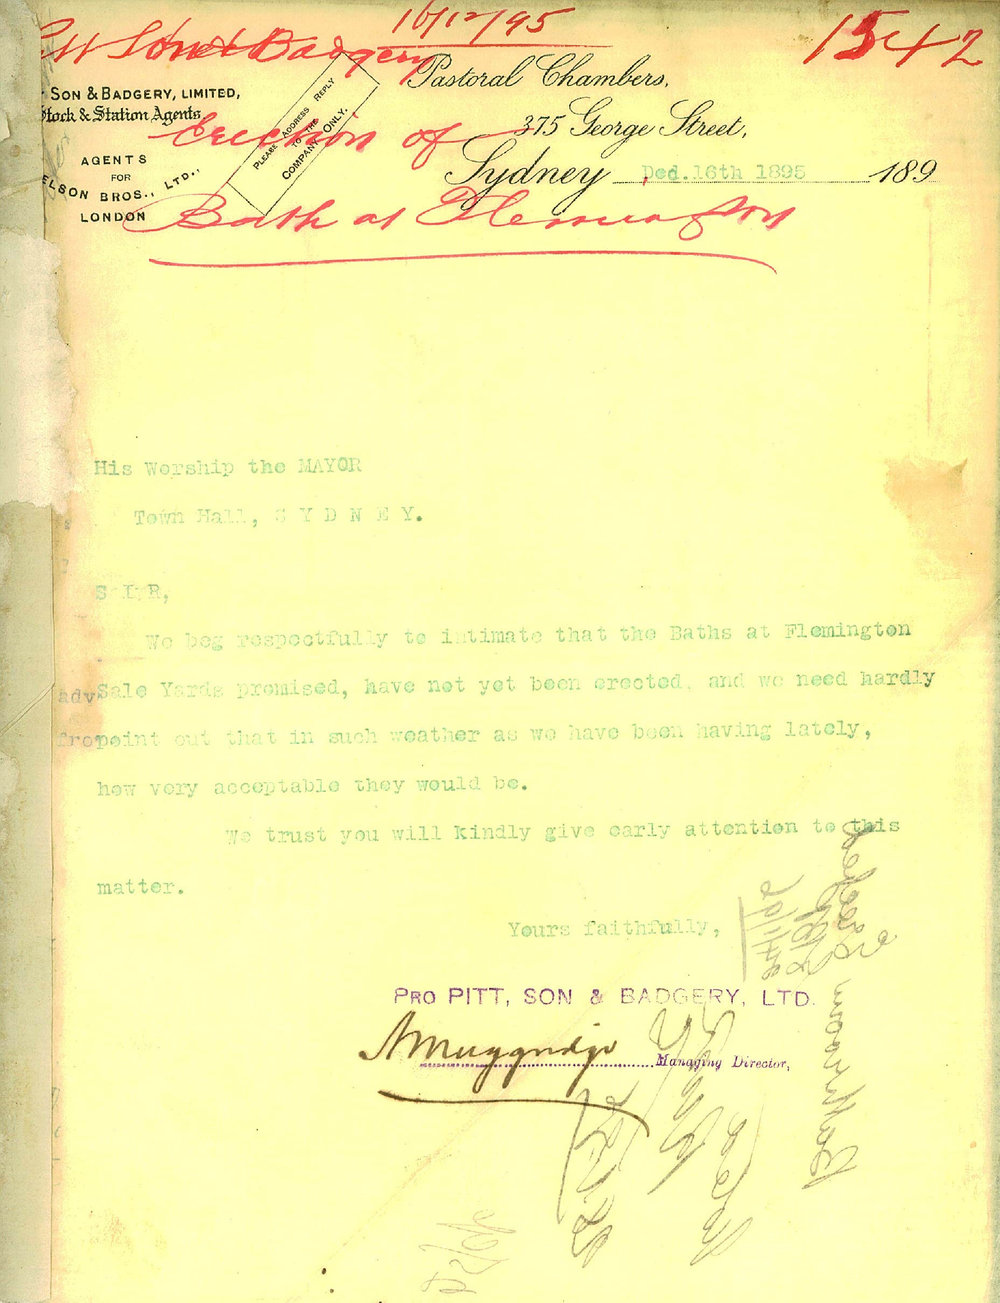 16/12/95
1542
Pitt Son & Badgery
SON & BADGERY, LIMITED,
Stock & Station Agents
AGENTS
FOR
ELSON BROS., LTD.,
LONDON
PLEASE ADDRESS REPLY
TO THE
COMPANY ONLY.
Pastoral Chambers,
375 George Street,
Sydney Ded.16th 1895 189
Erection of
Bath at Flemington
His Worship the MAYOR
Town Hall, S Y D N E Y.
S I R,
We beg respectfully to intimate that the Baths at Flemington
Sale Yards promised, have not yet been erected, and we need hardly
point out that in such weather as we have been having lately,
how very acceptable they would be.
We trust you will kindly give early attention to this
matter.
Yours faithfully,
PRO PITT, SON & BADGERY, LTD.
Managing Director,
adv
fro